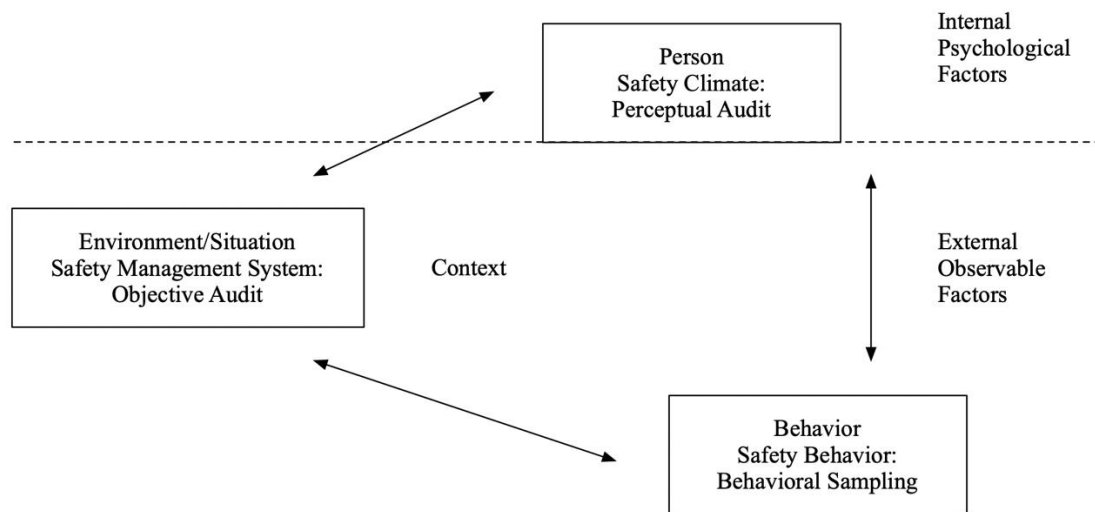 Internal
Psychological
Factors
Person
Safety Climate:
Perceptual Audit
Environment/Situation
Safety Management System:
Objective Audit
Context
External
Observable
Factors
Behavior
Safety Behavior:
Behavioral Sampling